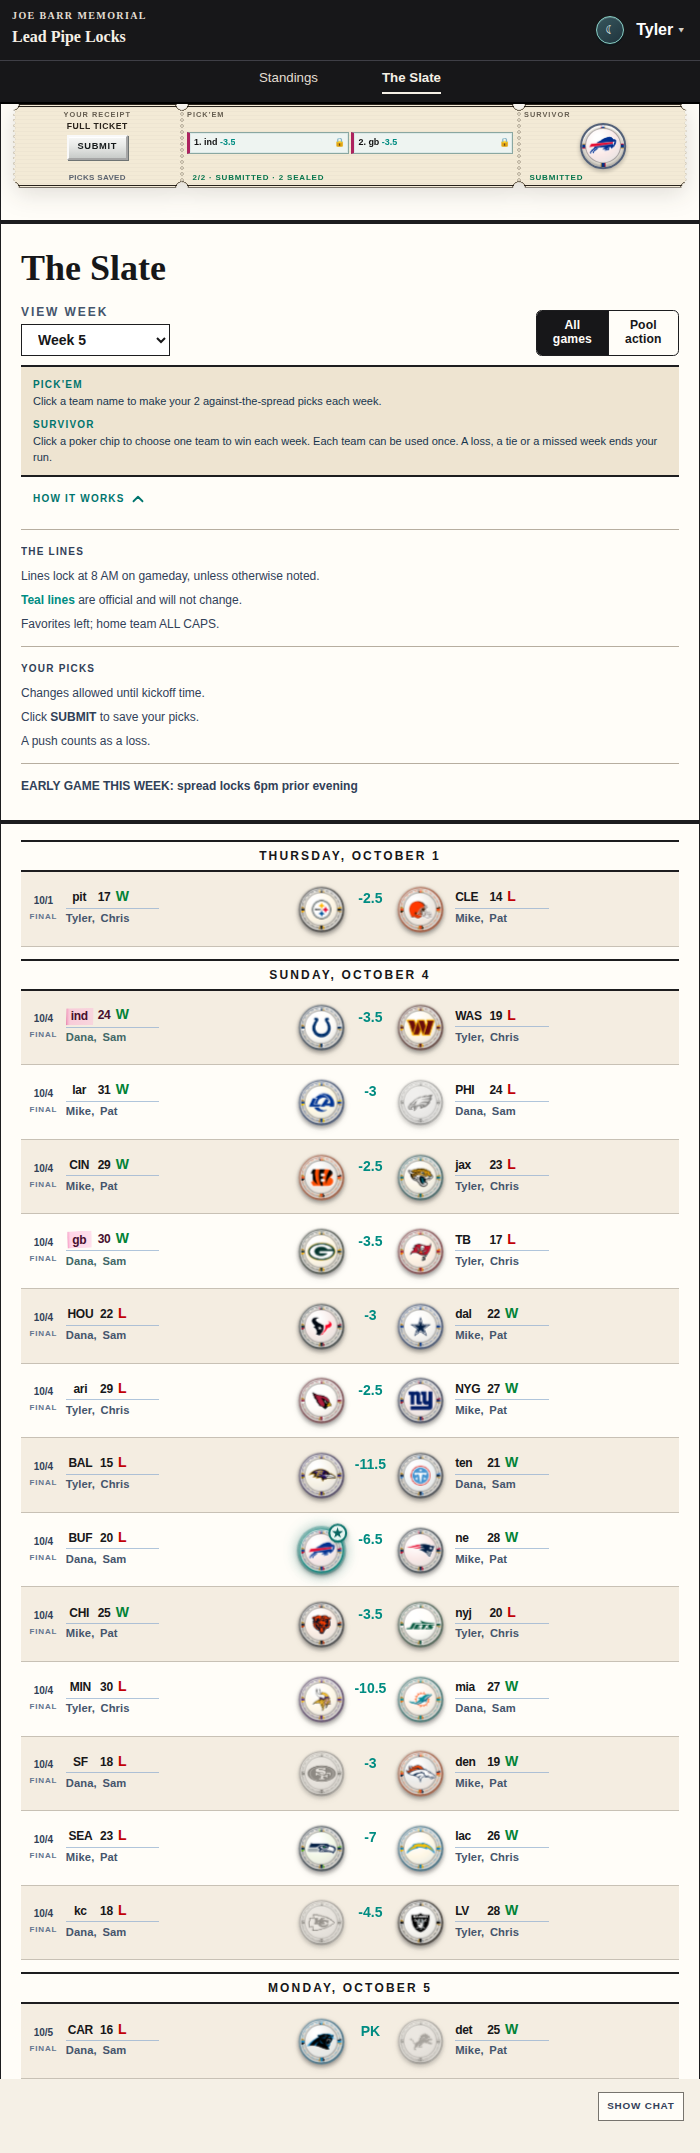 JOE BARR MEMORIAL
Lead Pipe Locks
Tyler
Standings
The Slate
YOUR RECEIPT
FULL TICKET
SUBMIT
PICKS SAVED
PICK'EM
1. ind -3.5
2. gb -3.5
2/2 · SUBMITTED · 2 SEALED
SURVIVOR
SUBMITTED
The Slate
VIEW WEEK
Week 5
All games
Pool action
PICK'EM
Click a team name to make your 2 against-the-spread picks each week.
SURVIVOR
Click a poker chip to choose one team to win each week. Each team can be used once. A loss, a tie or a missed week ends your
run.
HOW IT WORKS
THE LINES
Lines lock at 8 AM on gameday, unless otherwise noted.
Teal lines are official and will not change.
Favorites left; home team ALL CAPS.
YOUR PICKS
Changes allowed until kickoff time.
Click SUBMIT to save your picks.
A push counts as a loss.
EARLY GAME THIS WEEK: spread locks 6pm prior evening
THURSDAY, OCTOBER 1
10/1 pit 17 W -2.5 CLE 14 L
FINAL Tyler, Chris Mike, Pat
SUNDAY, OCTOBER 4
10/4 ind 24 W -3.5 WAS 19 L
FINAL Dana, Sam Tyler, Chris
10/4 lar 31 W -3 PHI 24 L
FINAL Mike, Pat Dana, Sam
10/4 CIN 29 W -2.5 jax 23 L
FINAL Mike, Pat Tyler, Chris
10/4 gb 30 W -3.5 TB 17 L
FINAL Dana, Sam Tyler, Chris
10/4 HOU 22 L -3 dal 22 W
FINAL Dana, Sam Mike, Pat
10/4 ari 29 L -2.5 NYG 27 W
FINAL Tyler, Chris Mike, Pat
10/4 BAL 15 L -11.5 ten 21 W
FINAL Tyler, Chris Dana, Sam
10/4 BUF 20 L -6.5 ne 28 W
FINAL Dana, Sam Mike, Pat
10/4 CHI 25 W -3.5 nyj 20 L
FINAL Mike, Pat Tyler, Chris
10/4 MIN 30 L -10.5 mia 27 W
FINAL Tyler, Chris Dana, Sam
10/4 SF 18 L -3 den 19 W
FINAL Dana, Sam Mike, Pat
10/4 SEA 23 L -7 lac 26 W
FINAL Mike, Pat Tyler, Chris
10/4 kc 18 L -4.5 LV 28 W
FINAL Dana, Sam Tyler, Chris
MONDAY, OCTOBER 5
10/5 CAR 16 L PK det 25 W
FINAL Dana, Sam Mike, Pat
SHOW CHAT